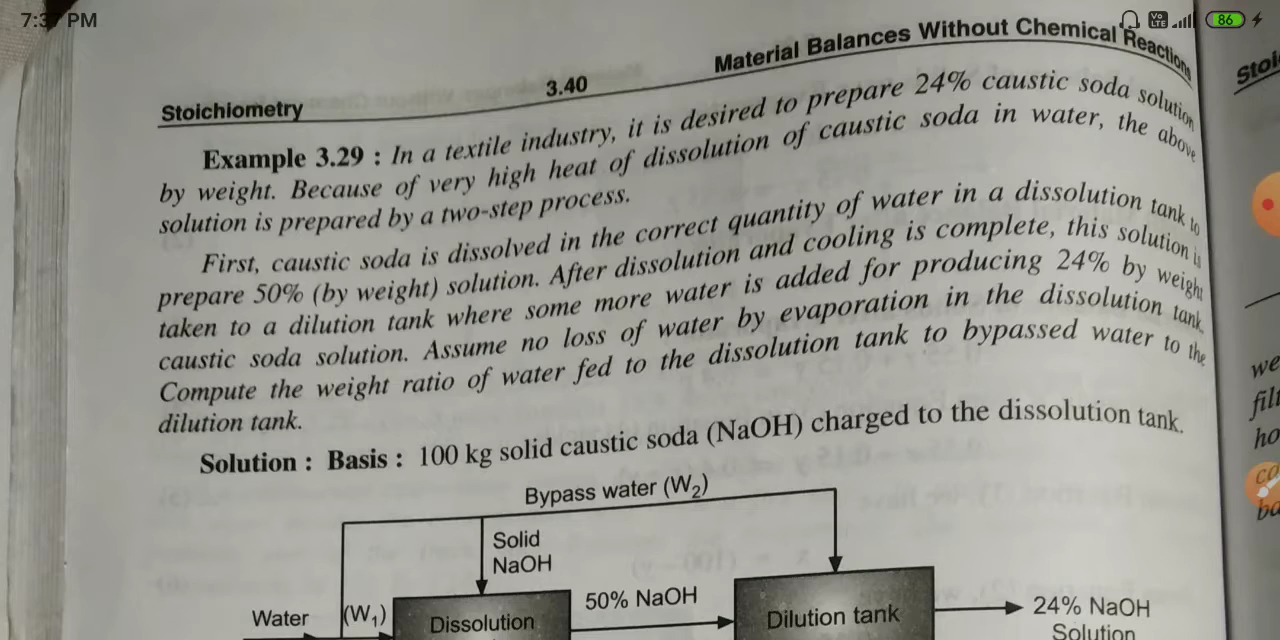 7:37 PM
86
Stoichiometry 3.40 Material Balances Without Chemical Reactions
Example 3.29 : In a textile industry, it is desired to prepare 24% caustic soda solution
by weight. Because of very high heat of dissolution of caustic soda in water, the above
solution is prepared by a two-step process.
First, caustic soda is dissolved in the correct quantity of water in a dissolution tank to
prepare 50% (by weight) solution. After dissolution and cooling is complete, this solution is
taken to a dilution tank where some more water is added for producing 24% by weight
caustic soda solution. Assume no loss of water by evaporation in the dissolution tank.
Compute the weight ratio of water fed to the dissolution tank to bypassed water to the
dilution tank.
Solution : Basis : 100 kg solid caustic soda (NaOH) charged to the dissolution tank.
Bypass water (W₂)
Solid
NaOH
Water (W₁)
Dissolution
50% NaOH
Dilution tank
24% NaOH
Solution
we
ho